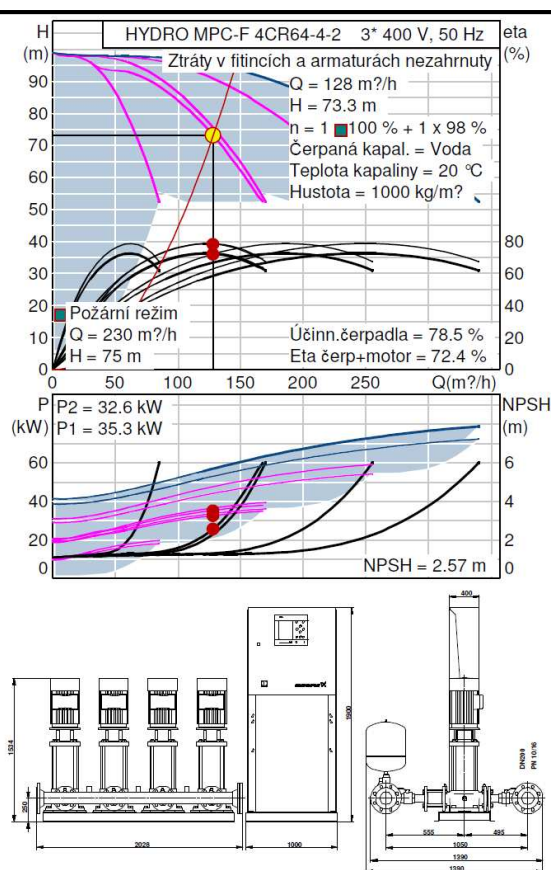 H
(m)
HYDRO MPC-F 4CR64-4-2 3* 400 V, 50 Hz
eta
(%)
Ztráty v fitincích a armaturách nezahrnuty
Q = 128 m?/h
H = 73.3 m
n = 1 100 % + 1 x 98 %
Čerpaná kapal. = Voda
Teplota kapaliny = 20 °C
Hustota = 1000 kg/m?
90
80
70
60
50
40
30
20
10
0
80
60
40
20
0
Požární režim
Q = 230 m?/h
H = 75 m
Účinn.čerpadla = 78.5 %
Eta čerp+motor = 72.4 %
0 50 100 150 200 250 Q(m?/h)
P
(kW)
P2 = 32.6 kW
P1 = 35.3 kW
NPSH
(m)
60
40
20
0
6
4
2
0
NPSH = 2.57 m
400
1534
250
2028
1000
1900
DN200
PN 10/16
555
495
1050
1390
1390